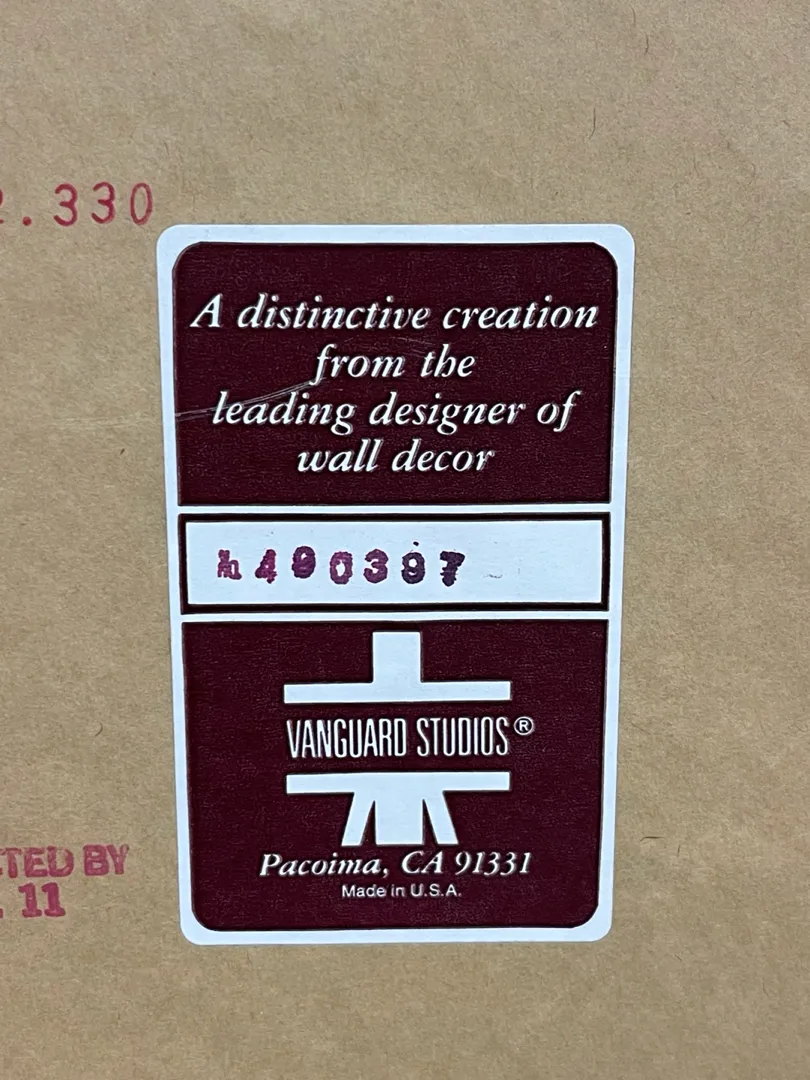 .330
A distinctive creation
from the
leading designer of
wall decor
490397
VANGUARD STUDIOS®
Pacoima, CA 91331
Made in U.S.A.
TED BY
. 11